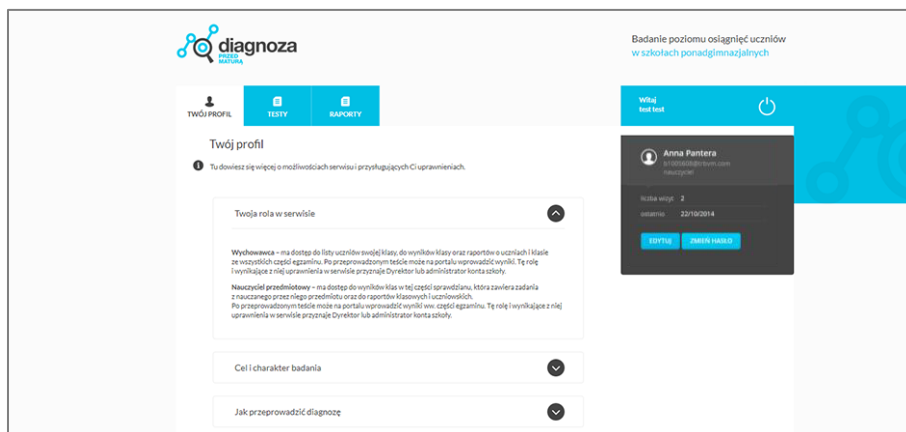 diagnoza
PRZED
MATURĄ
Badanie poziomu osiągnięć uczniów
w szkołach ponadgimnazjalnych
TWÓJ PROFIL
TESTY
RAPORTY
Witaj
test test
Twój profil
Tu dowiesz się więcej o możliwościach serwisu i przysługujących Ci uprawnieniach.
Anna Pantera
nauczyciel
liczba wizyt 2
ostatnio 22/10/2014
EDYTUJ
ZMIEŃ HASŁO
Twoja rola w serwisie
Wychowawca – ma dostęp do listy uczniów swojej klasy, do wyników klasy oraz raportów o uczniach i klasie
ze wszystkich części egzaminu. Po przeprowadzonym teście może na portalu wprowadzić wyniki. Tę rolę
i wynikające z niej uprawnienia w serwisie przyznaje Dyrektor lub administrator konta szkoły.
Nauczyciel przedmiotowy – ma dostęp do wyników klas w tej części sprawdzianu, która zawiera zadania
z nauczanego przez niego przedmiotu oraz do raportów klasowych i uczniowskich.
Po przeprowadzonym teście może na portalu wprowadzić wyniki ww. części egzaminu. Tę rolę i wynikające z niej
uprawnienia w serwisie przyznaje Dyrektor lub administrator konta szkoły.
Cel i charakter badania
Jak przeprowadzić diagnozę